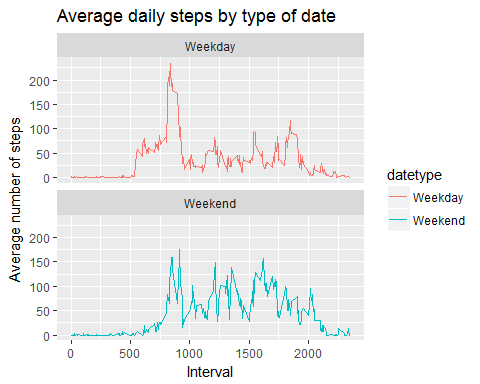 Average daily steps by type of date
Weekday
200
150
100
50
0
Weekend
200
150
100
50
0
Average number of steps
0 500 1000 1500 2000
Interval
datetype
Weekday
Weekend